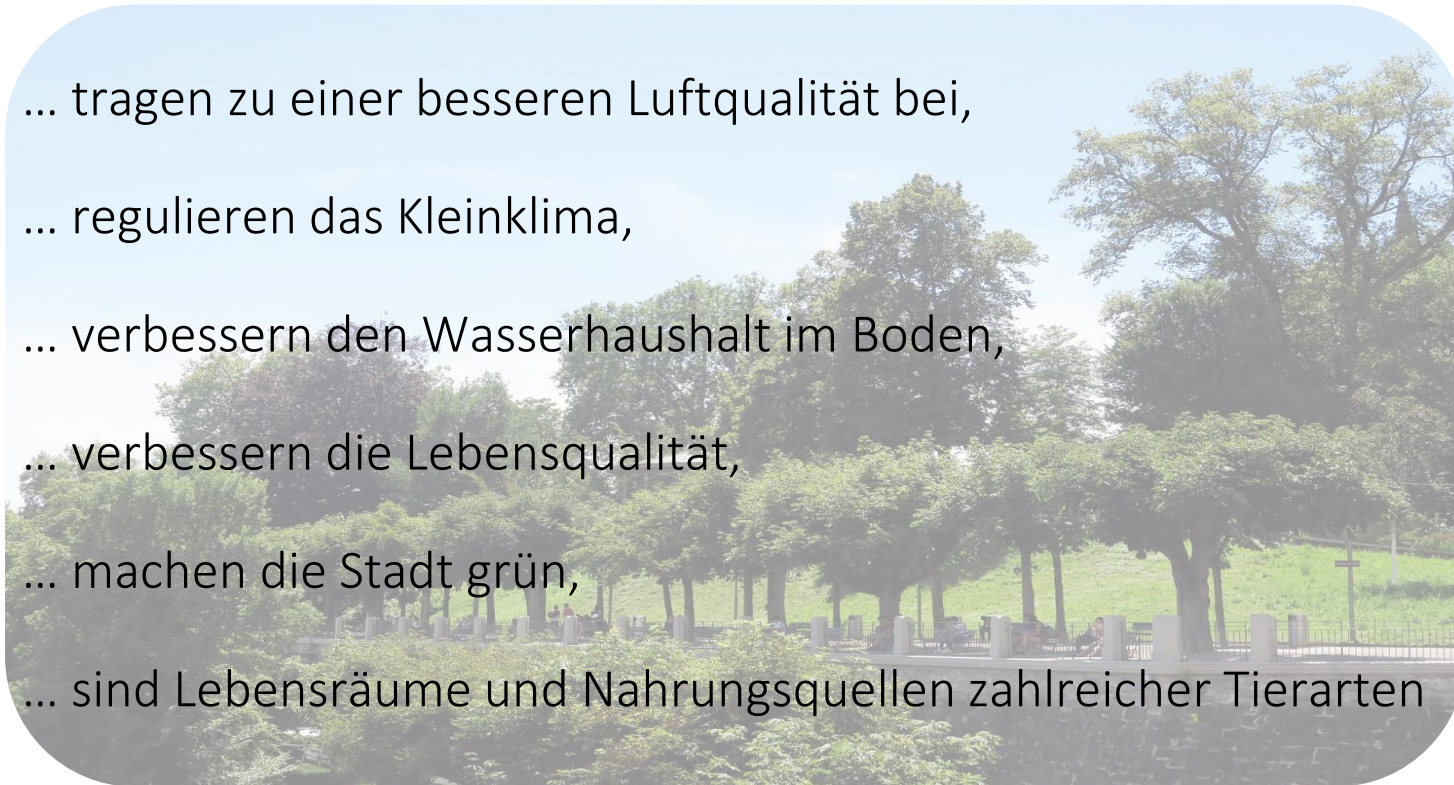 ... tragen zu einer besseren Luftqualität bei,
... regulieren das Kleinklima,
... verbessern den Wasserhaushalt im Boden,
... verbessern die Lebensqualität,
... machen die Stadt grün,
... sind Lebensräume und Nahrungsquellen zahlreicher Tierarten